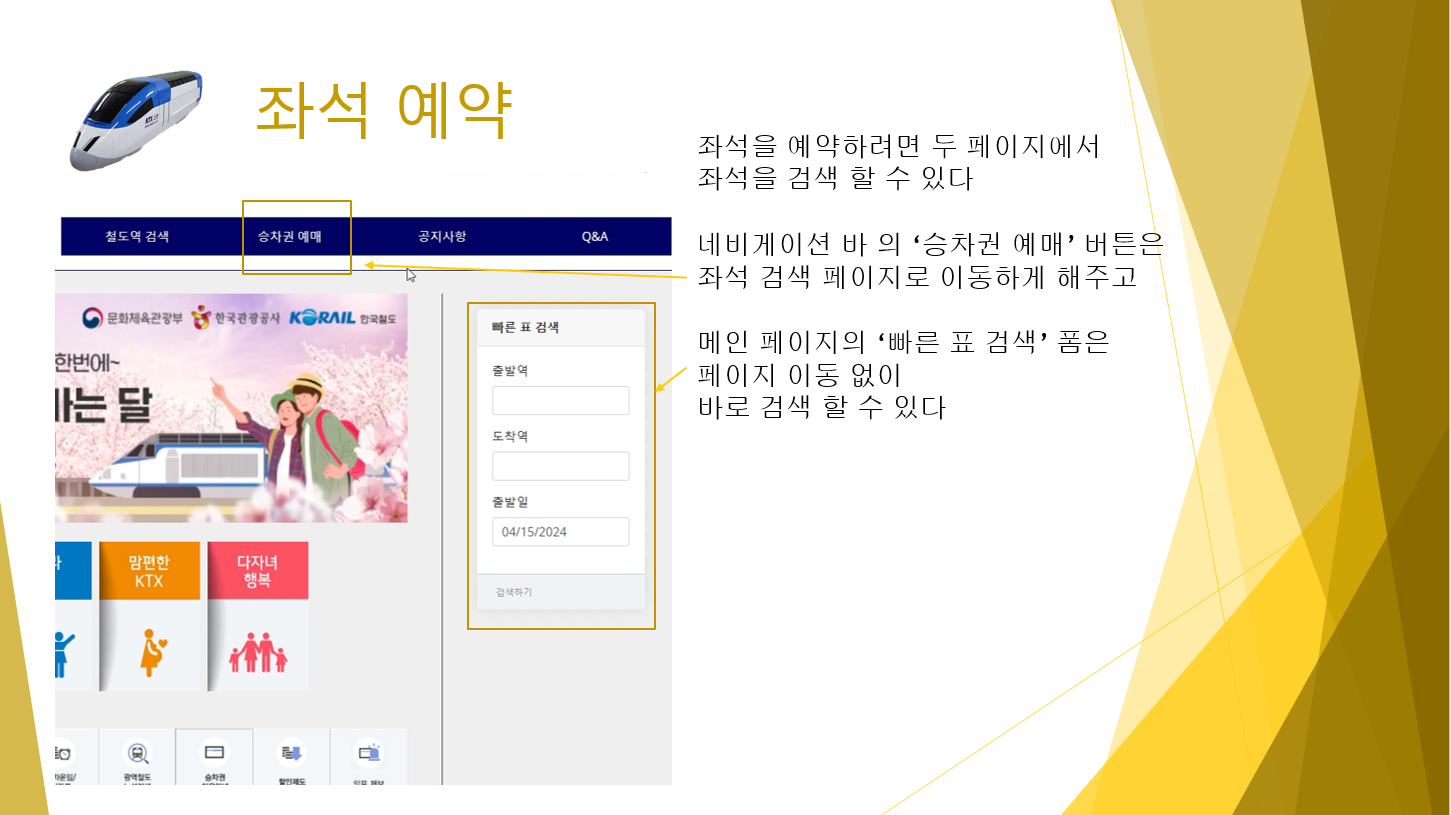 좌석 예약
좌석을 예약하려면 두 페이지에서
좌석을 검색 할 수 있다
네비게이션 바 의 ‘승차권 예매’ 버튼은
좌석 검색 페이지로 이동하게 해주고
메인 페이지의 ‘빠른 표 검색’ 폼은
페이지 이동 없이
바로 검색 할 수 있다
철도역 검색 승차권 예매 공지사항 Q&A
문화체육관광부 한국관광공사 KORAIL 한국철도
한번에~
는 달
빠른 표 검색
출발역
도착역
출발일
04/15/2024
검색하기
맘편한
KTX
다자녀
행복
광역철도
승차권
할인제도